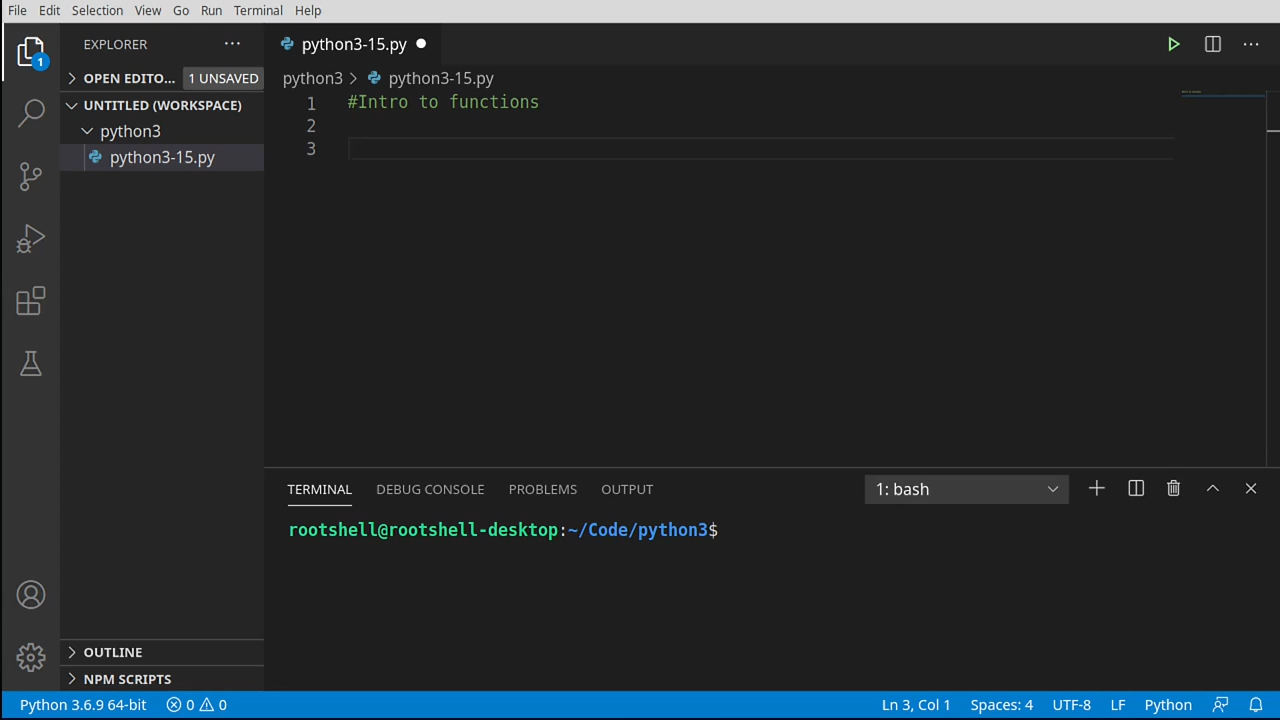 File Edit Selection View Go Run Terminal Help
EXPLORER
python3-15.py
OPEN EDITO... 1 UNSAVED
python3 > python3-15.py
UNTITLED (WORKSPACE)
python3
python3-15.py
1 #Intro to functions
2
3
1
TERMINAL DEBUG CONSOLE PROBLEMS OUTPUT 1: bash
rootshell@rootshell-desktop:~/Code/python3$
OUTLINE
NPM SCRIPTS
Python 3.6.9 64-bit 0 0 Ln 3, Col 1 Spaces: 4 UTF-8 LF Python